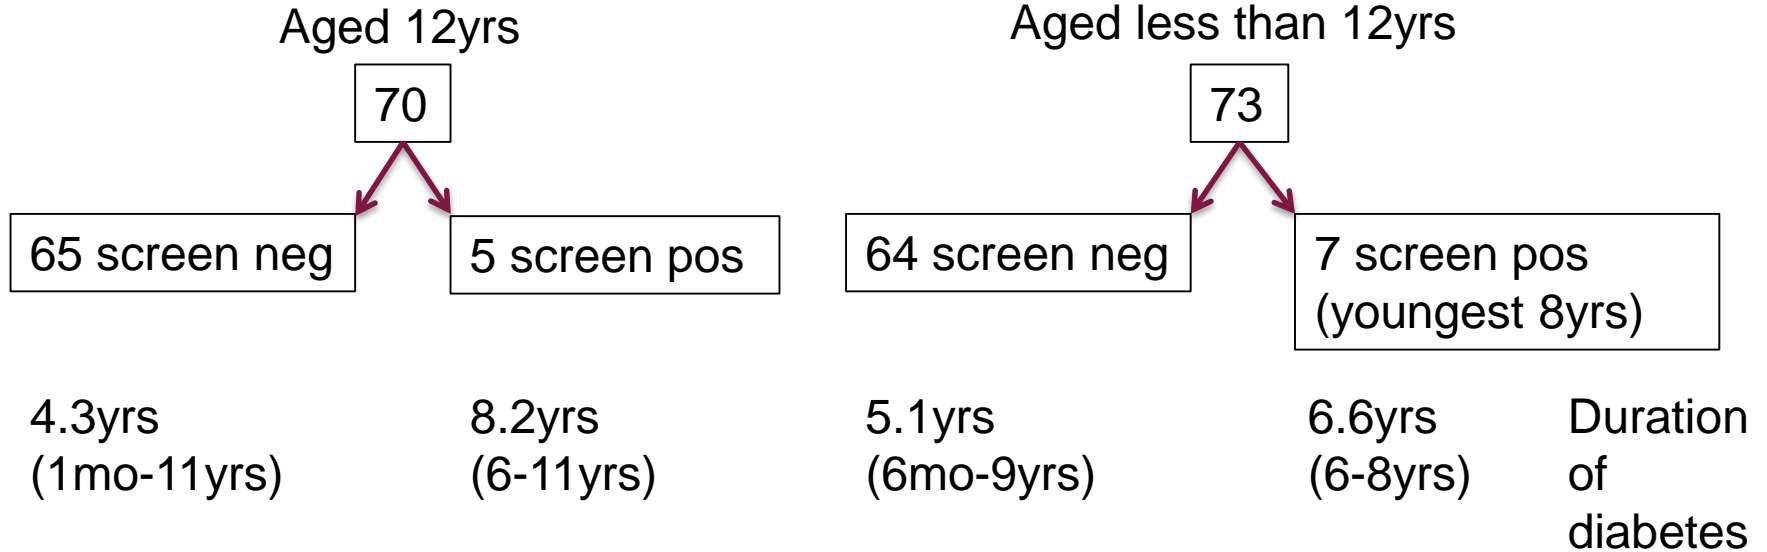 Aged 12yrs
70
65 screen neg
5 screen pos
4.3yrs
(1mo-11yrs)
8.2yrs
(6-11yrs)
Aged less than 12yrs
73
64 screen neg
7 screen pos
(youngest 8yrs)
5.1yrs
(6mo-9yrs)
6.6yrs
(6-8yrs)
Duration
of
diabetes